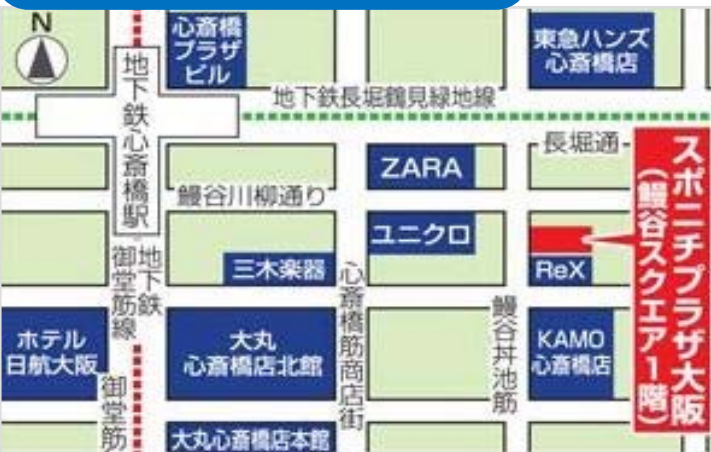 N
心斎橋
プラザ
ビル
東急ハンズ
心斎橋店
地下鉄心斎橋駅
地下鉄長堀鶴見緑地線
長堀通
ZARA
鰻谷川柳通り
ユニクロ
三木楽器
ReX
スポニチプラザ大阪
(鰻谷スクエア1階)
地下鉄
御堂筋線
心斎橋筋商店街
鰻谷丼池筋
ホテル
日航大阪
大丸
心斎橋店北館
KAMO
心斎橋店
御堂筋
大丸心斎橋店本館